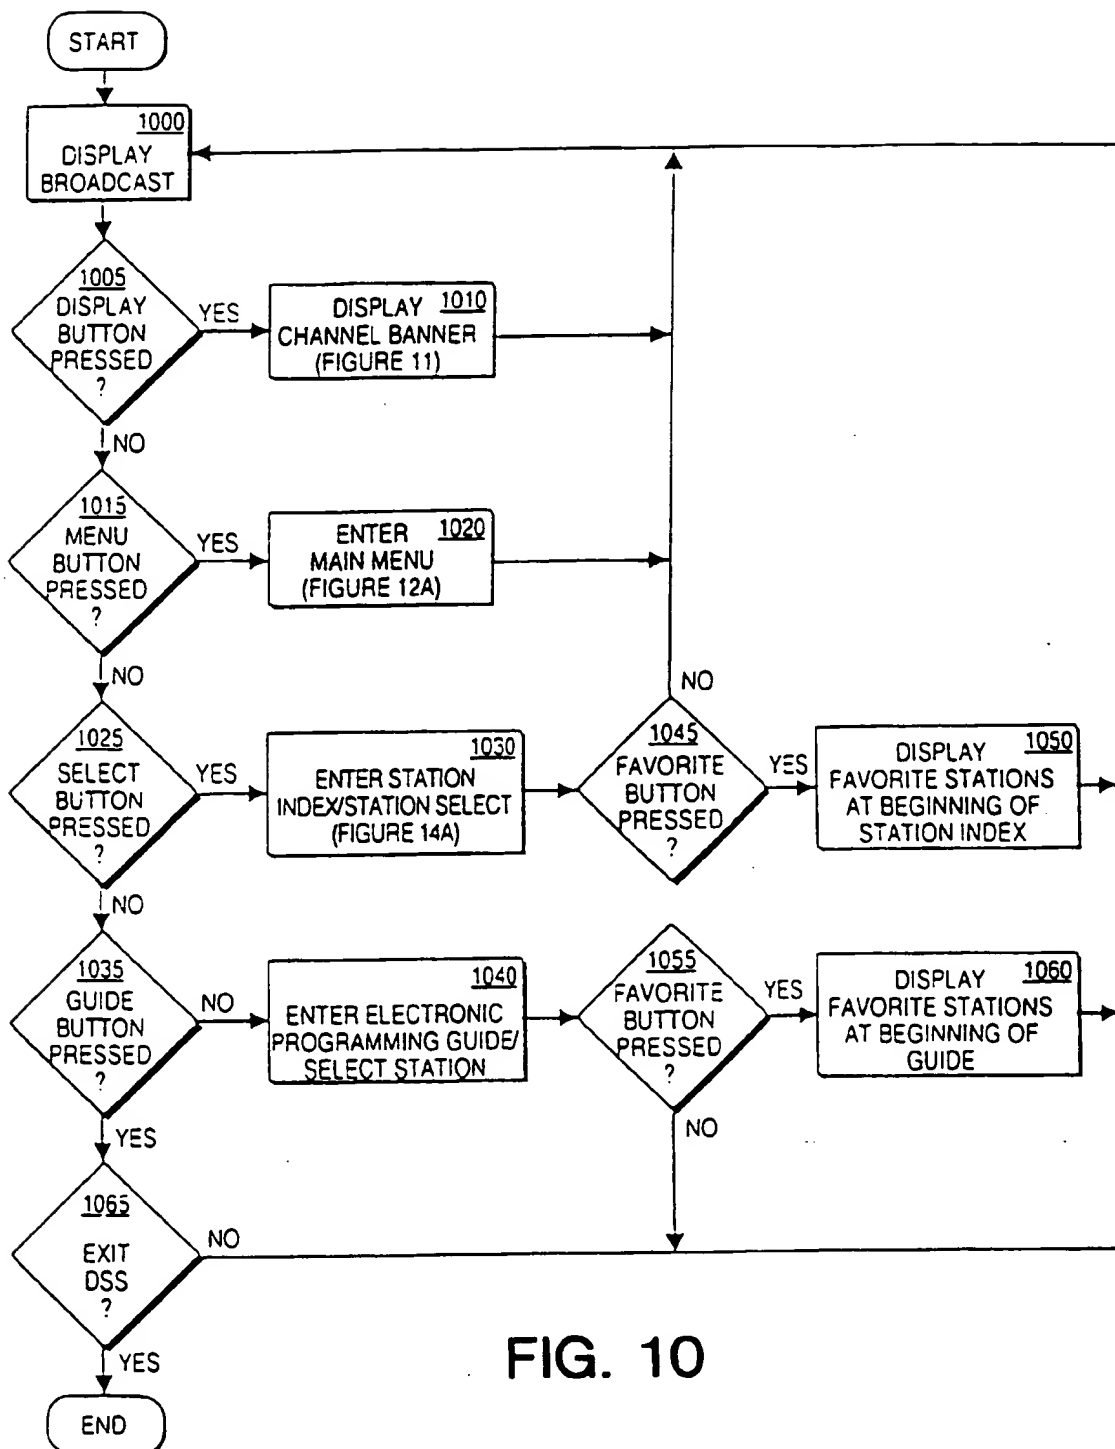 START
1000
DISPLAY
BROADCAST
1005
DISPLAY
BUTTON
PRESSED
?
YES
DISPLAY 1010
CHANNEL BANNER
(FIGURE 11)
NO
1015
MENU
BUTTON
PRESSED
?
YES
ENTER 1020
MAIN MENU
(FIGURE 12A)
NO
1025
SELECT
BUTTON
PRESSED
?
YES
1030
ENTER STATION
INDEX/STATION SELECT
(FIGURE 14A)
NO
1045
FAVORITE
BUTTON
PRESSED
?
YES
DISPLAY 1050
FAVORITE STATIONS
AT BEGINNING OF
STATION INDEX
NO
1035
GUIDE
BUTTON
PRESSED
?
NO
1040
ENTER ELECTRONIC
PROGRAMMING GUIDE/
SELECT STATION
1055
FAVORITE
BUTTON
PRESSED
?
YES
DISPLAY 1060
FAVORITE STATIONS
AT BEGINNING OF
GUIDE
NO
YES
1065
EXIT
DSS
?
NO
YES
END
FIG. 10